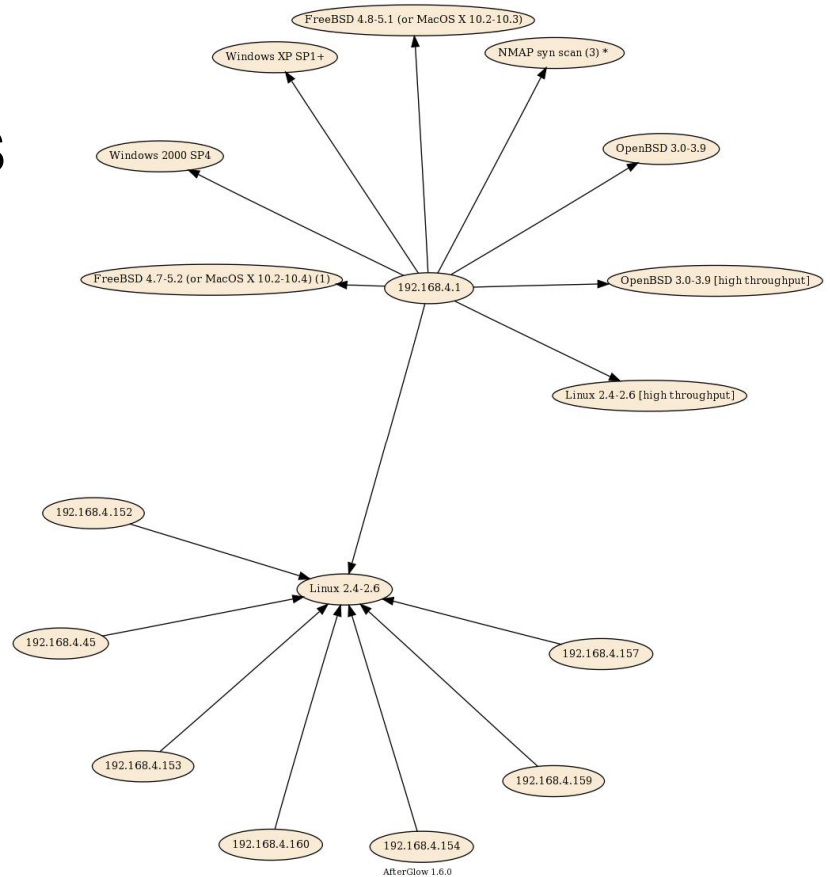 FreeBSD 4.8-5.1 (or MacOS X 10.2-10.3)
Windows XP SP1+
NMAP syn scan (3) *
Windows 2000 SP4
OpenBSD 3.0-3.9
FreeBSD 4.7-5.2 (or MacOS X 10.2-10.4) (1)
192.168.4.1
OpenBSD 3.0-3.9 [high throughput]
Linux 2.4-2.6 [high throughput]
192.168.4.152
Linux 2.4-2.6
192.168.4.45
192.168.4.157
192.168.4.153
192.168.4.159
192.168.4.160
192.168.4.154
AfterGlow 1.6.0